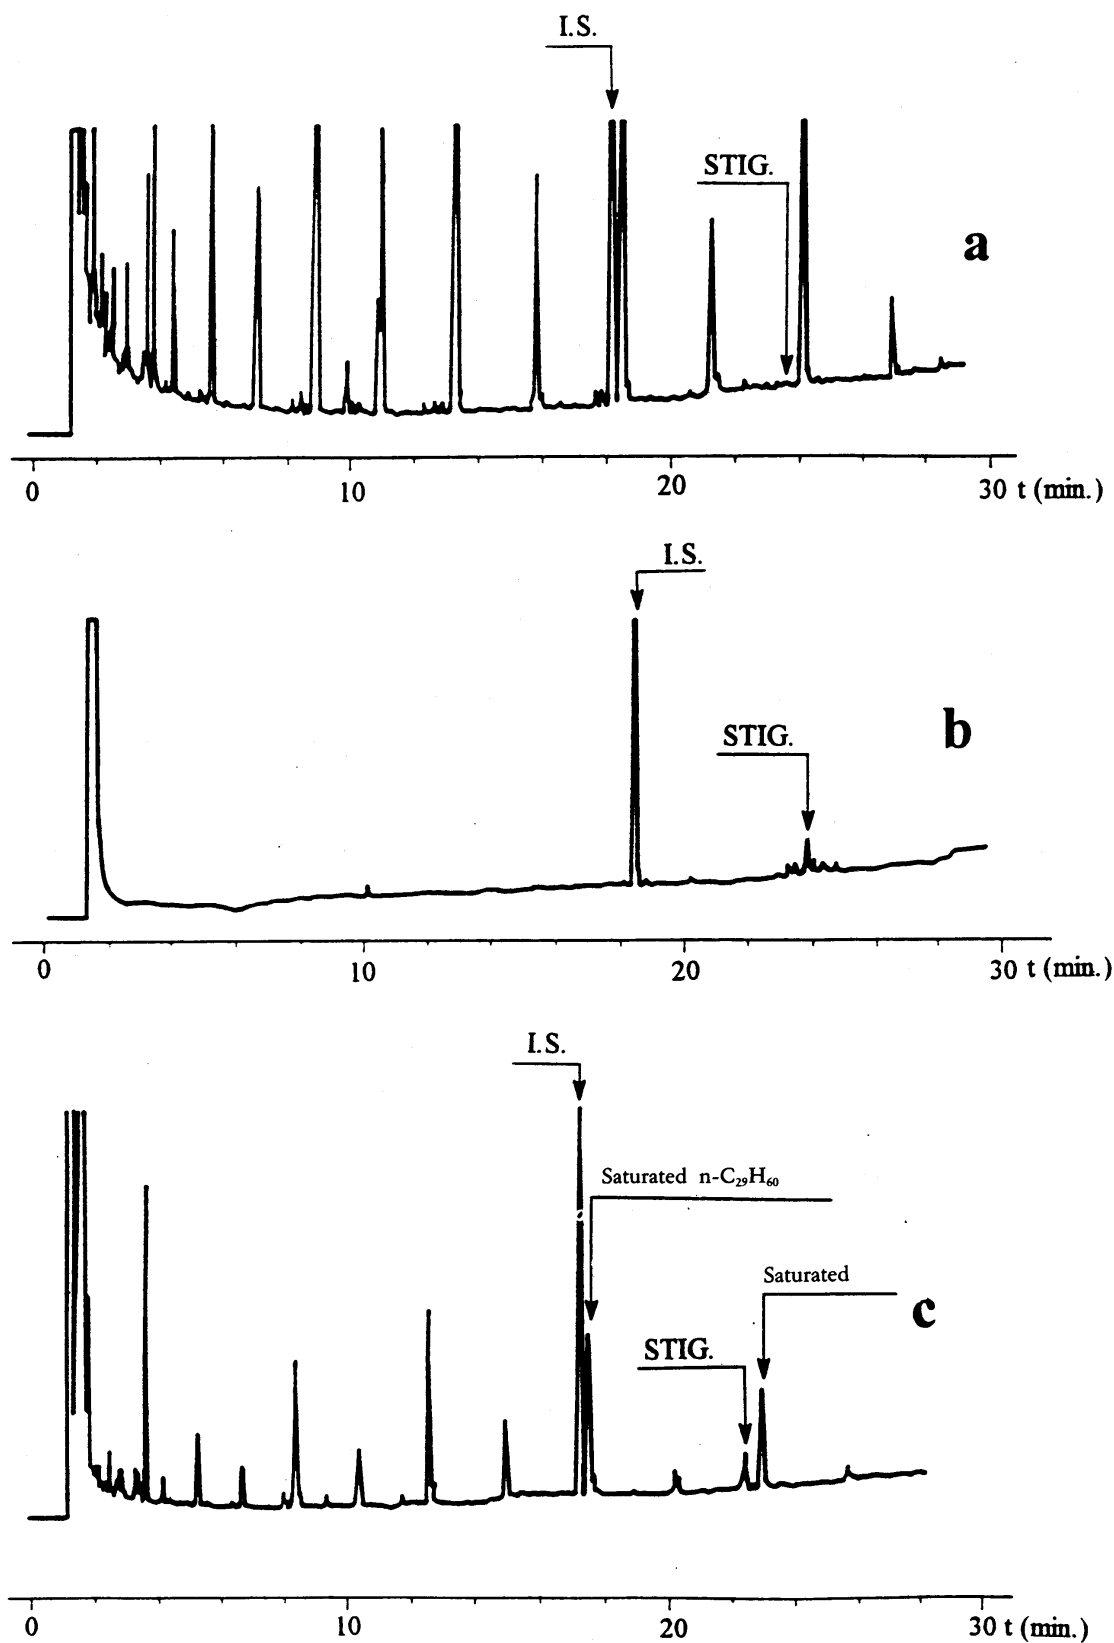 I.S.
STIG.
a
0 10 20 30 t (min.)
I.S.
STIG.
b
0 10 20 30 t (min.)
I.S.
Saturated n-C₂₉H₆₀
Saturated
STIG.
c
0 10 20 30 t (min.)